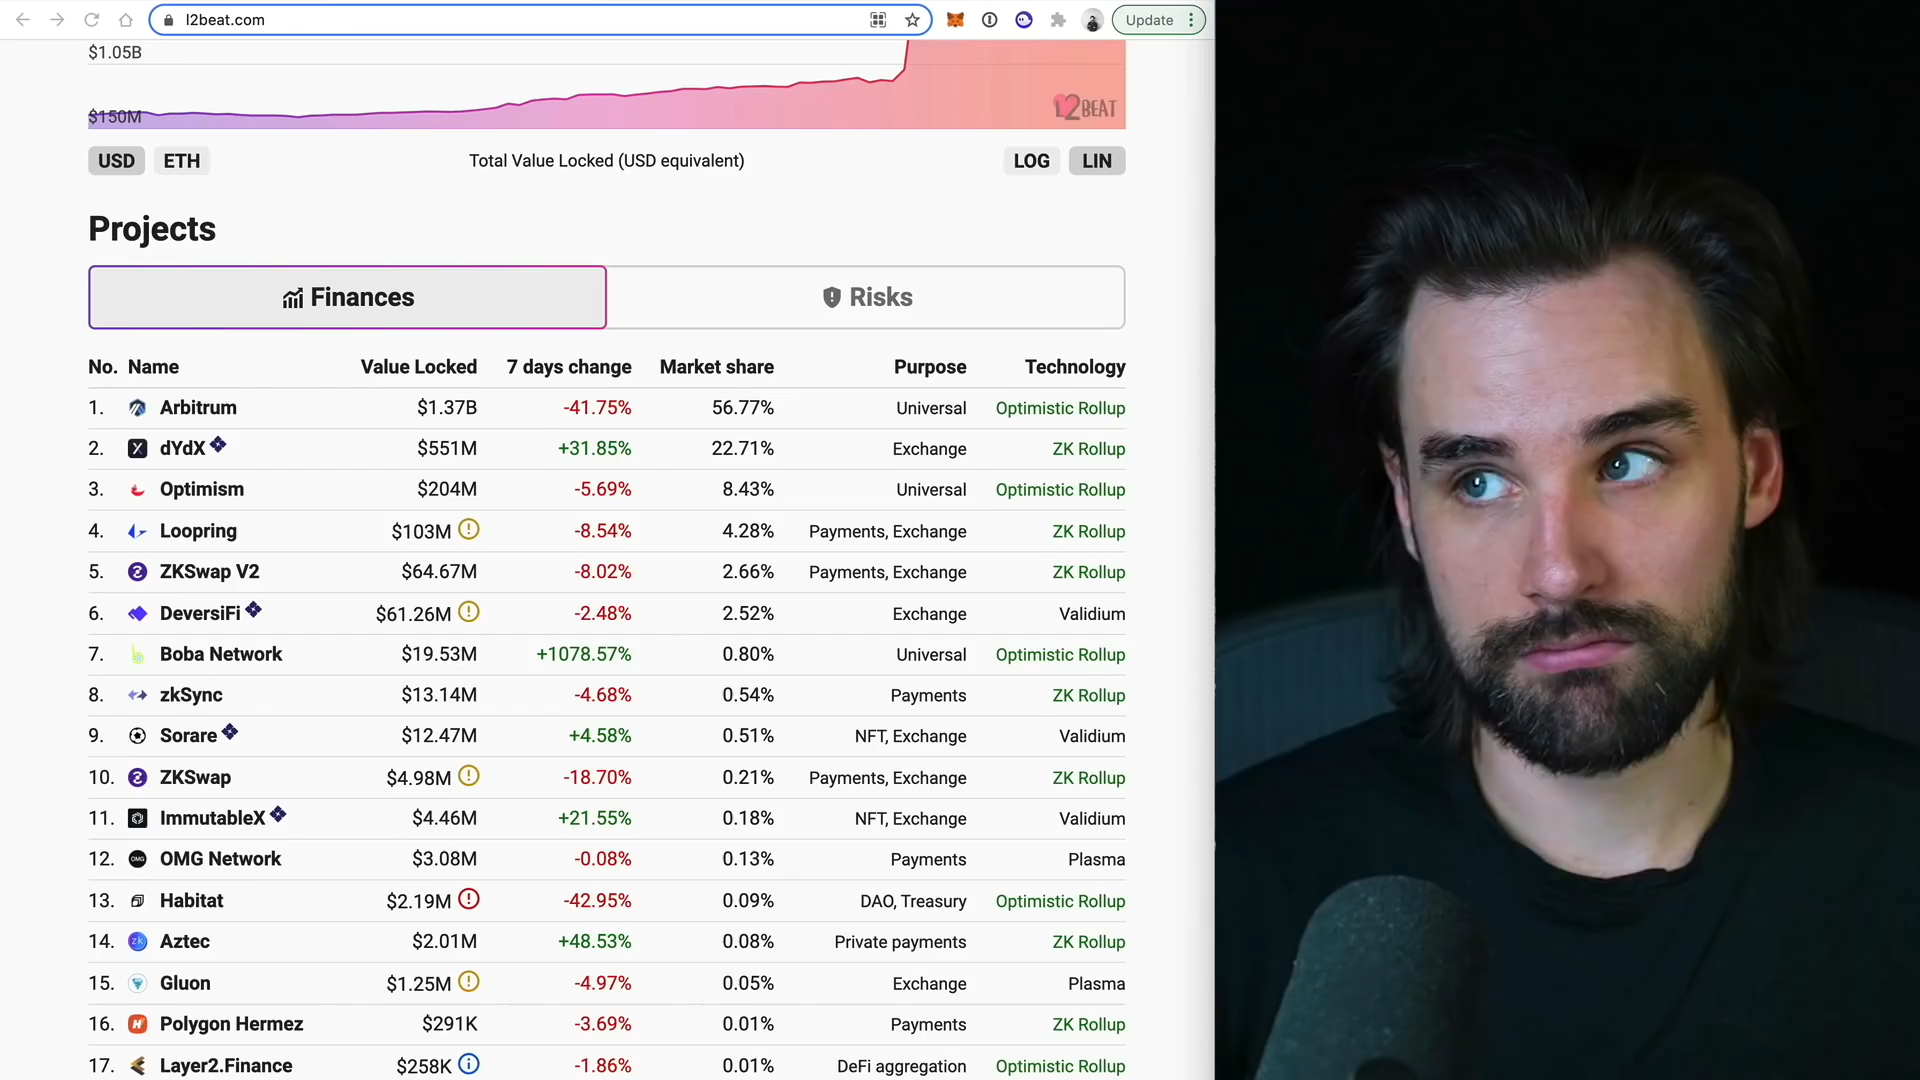 l2beat.com
Update
$1.05B
$150M
L2BEAT
USD ETH Total Value Locked (USD equivalent) LOG LIN
Projects
Finances Risks
No. Name Value Locked 7 days change Market share Purpose Technology
1. Arbitrum $1.37B -41.75% 56.77% Universal Optimistic Rollup
2. dYdX $551M +31.85% 22.71% Exchange ZK Rollup
3. Optimism $204M -5.69% 8.43% Universal Optimistic Rollup
4. Loopring $103M -8.54% 4.28% Payments, Exchange ZK Rollup
5. ZKSwap V2 $64.67M -8.02% 2.66% Payments, Exchange ZK Rollup
6. DeversiFi $61.26M -2.48% 2.52% Exchange Validium
7. Boba Network $19.53M +1078.57% 0.80% Universal Optimistic Rollup
8. zkSync $13.14M -4.68% 0.54% Payments ZK Rollup
9. Sorare $12.47M +4.58% 0.51% NFT, Exchange Validium
10. ZKSwap $4.98M -18.70% 0.21% Payments, Exchange ZK Rollup
11. ImmutableX $4.46M +21.55% 0.18% NFT, Exchange Validium
12. OMG Network $3.08M -0.08% 0.13% Payments Plasma
13. Habitat $2.19M -42.95% 0.09% DAO, Treasury Optimistic Rollup
14. Aztec $2.01M +48.53% 0.08% Private payments ZK Rollup
15. Gluon $1.25M -4.97% 0.05% Exchange Plasma
16. Polygon Hermez $291K -3.69% 0.01% Payments ZK Rollup
17. Layer2.Finance $258K -1.86% 0.01% DeFi aggregation Optimistic Rollup